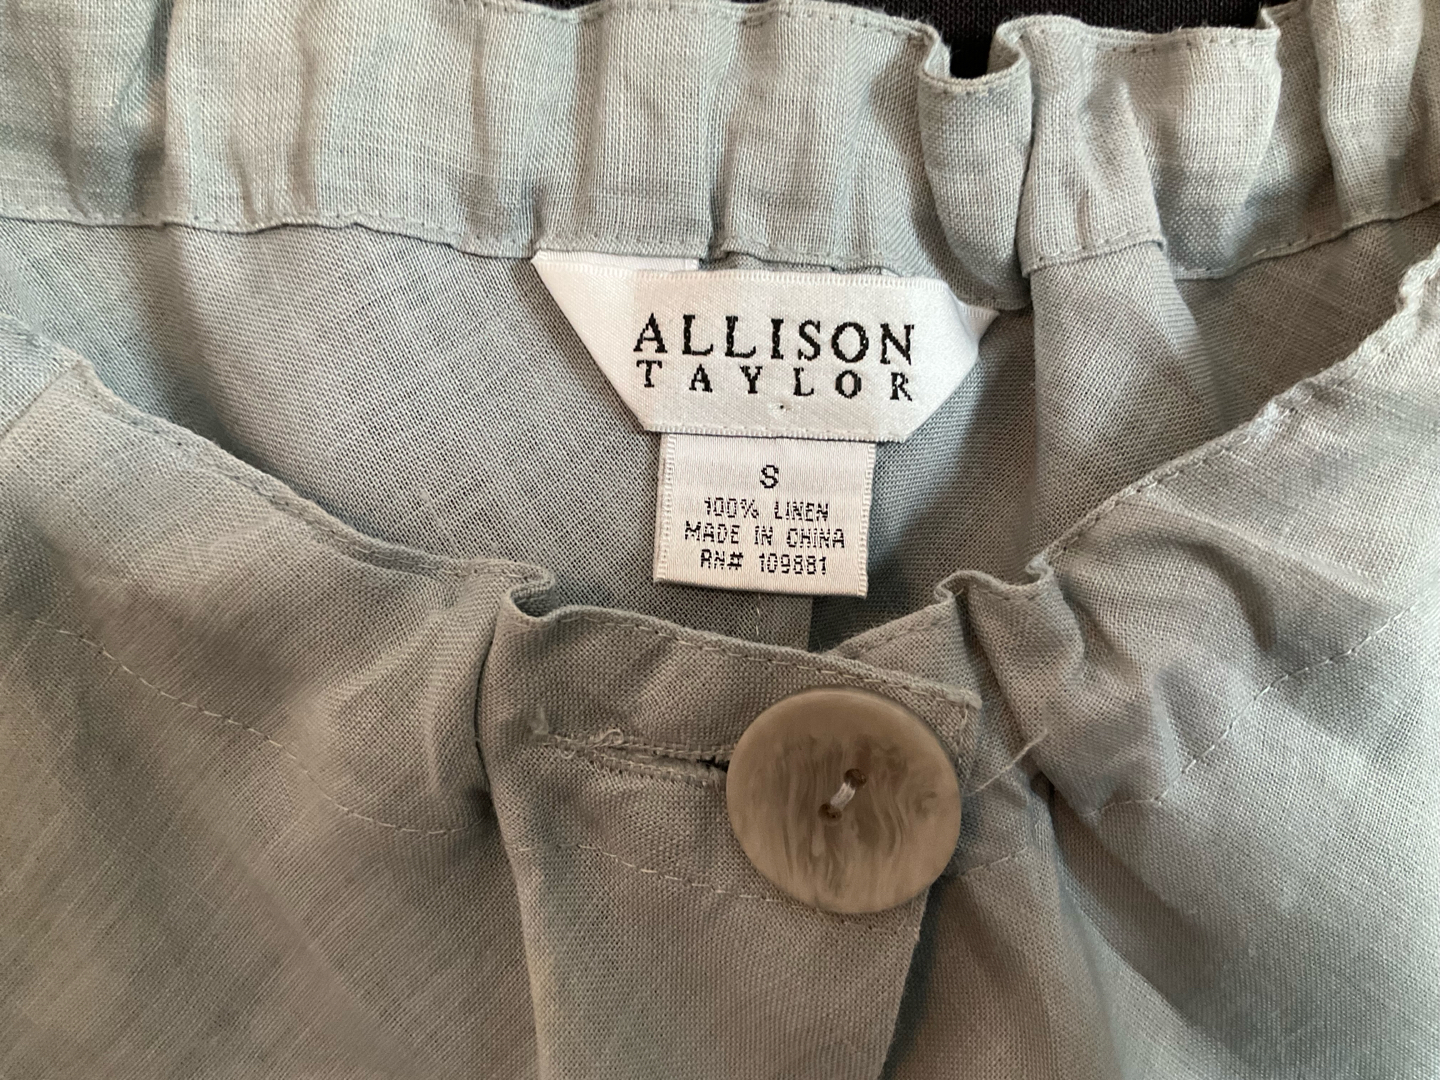 ALLISON
TAYLOR
S
100% LINEN
MADE IN CHINA
RN# 109881